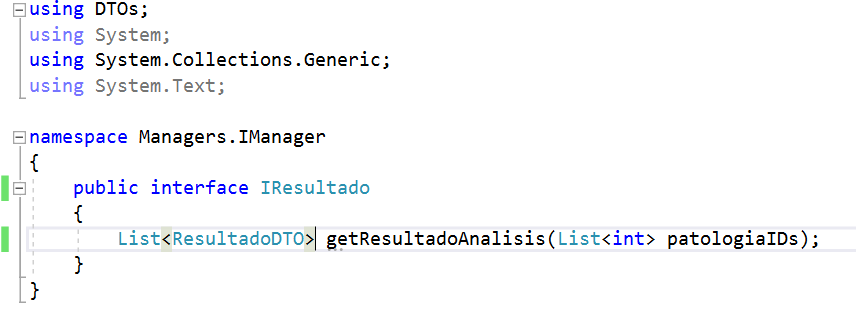 using DTOs;
using System;
using System.Collections.Generic;
using System.Text;
namespace Managers.IManager
{
public interface IResultado
{
List<ResultadoDTO> getResultadoAnalisis(List<int> patologiaIDs);
}
}